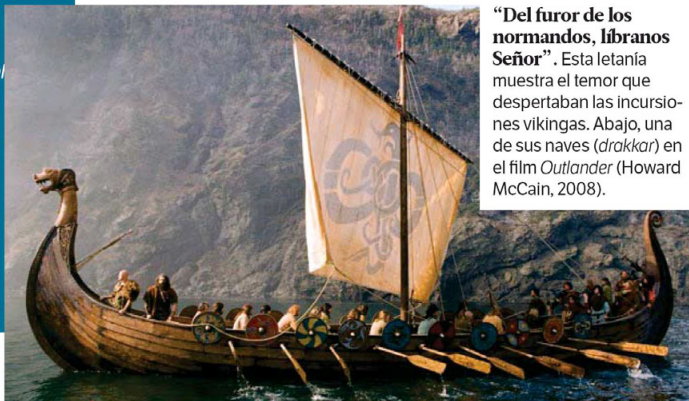 “Del furor de los
normandos, líbranos
Señor”. Esta letanía
muestra el temor que
despertaban las incursio-
nes vikingas. Abajo, una
de sus naves (drakkar) en
el film Outlander (Howard
McCain, 2008).